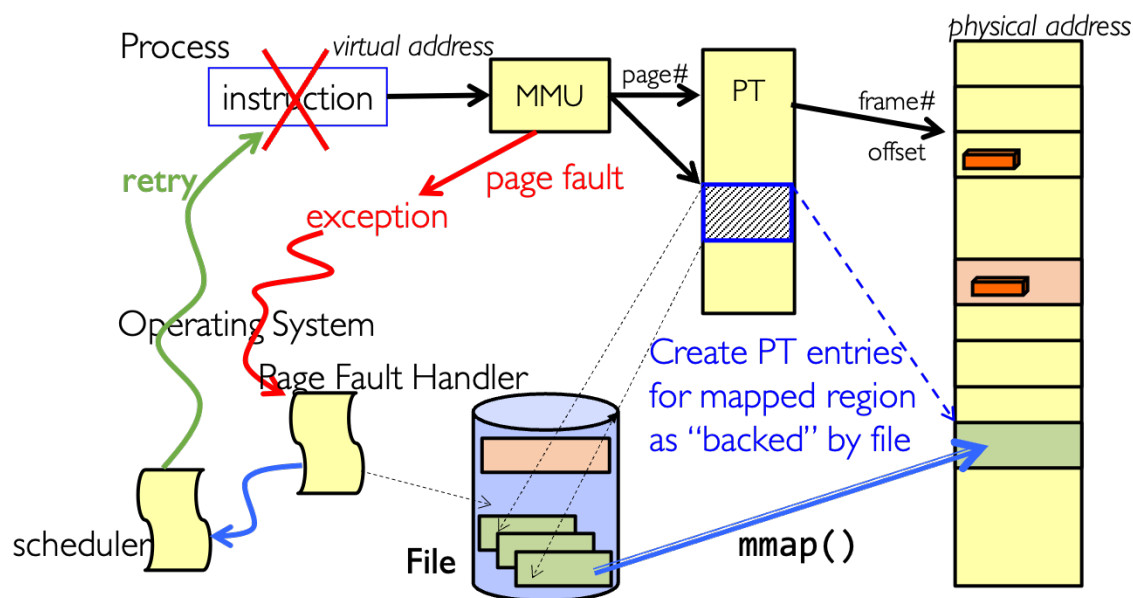 physical address
Process
virtual address
instruction
MMU
page#
PT
frame#
offset
retry
page fault
exception
Operating System
Page Fault Handler
Create PT entries
for mapped region
as “backed” by file
scheduler
File
mmap()